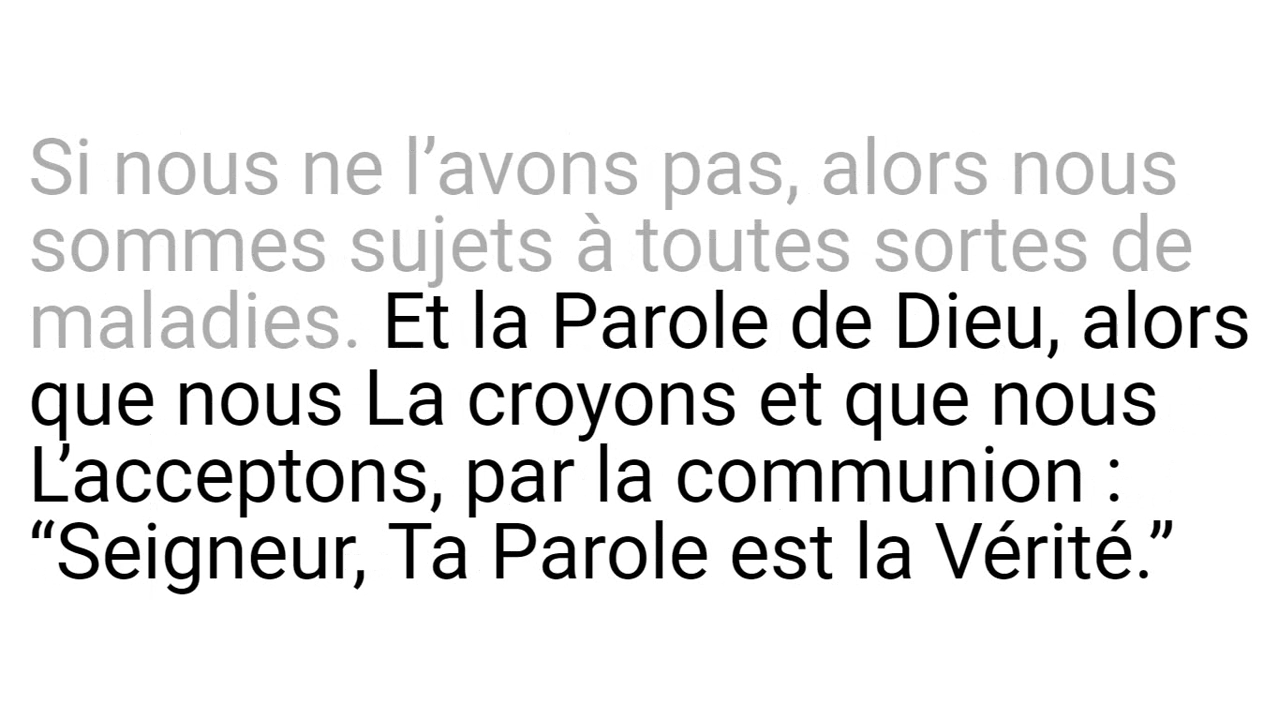 Si nous ne l’avons pas, alors nous
sommes sujets à toutes sortes de
maladies. Et la Parole de Dieu, alors
que nous La croyons et que nous
L’acceptons, par la communion :
“Seigneur, Ta Parole est la Vérité.”